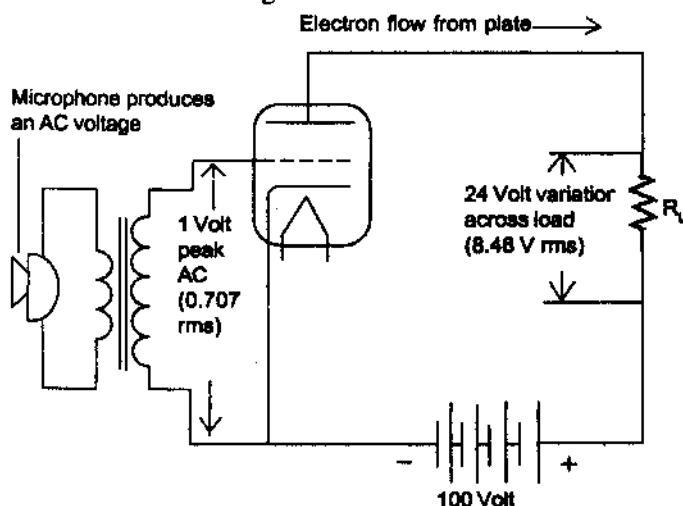 Electron flow from plate
Microphone produces
an AC voltage
1 Volt
peak
AC
(0.707
rms)
24 Volt variation
across load
(8.48 V rms)
R
- +
100 Volt